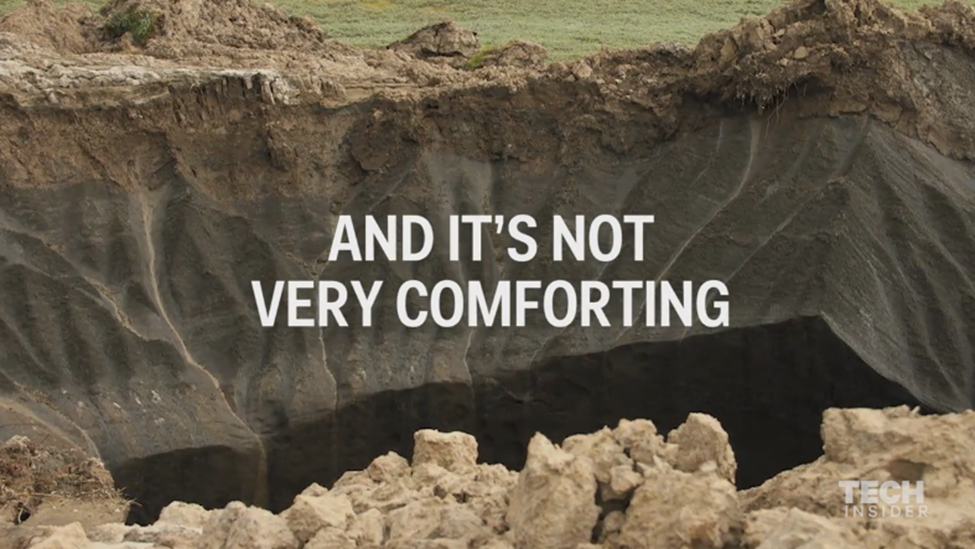 AND IT'S NOT
VERY COMFORTING
TECH
INSIDER